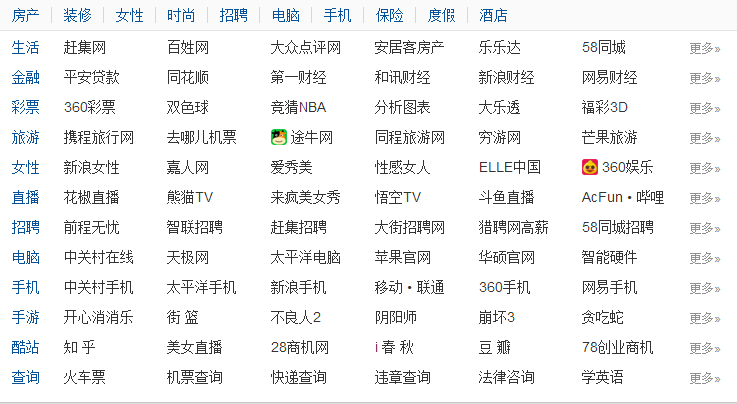 房产 装修 女性 时尚 招聘 电脑 手机 保险 度假 酒店
生活 赶集网 百姓网 大众点评网 安居客房产 乐乐达 58同城 更多»
金融 平安贷款 同花顺 第一财经 和讯财经 新浪财经 网易财经 更多»
彩票 360彩票 双色球 竞猜NBA 分析图表 大乐透 福彩3D 更多»
旅游 携程旅行网 去哪儿机票 途牛网 同程旅游网 穷游网 芒果旅游 更多»
女性 新浪女性 嘉人网 爱秀美 性感女人 ELLE中国 360娱乐 更多»
直播 花椒直播 熊猫TV 来疯美女秀 悟空TV 斗鱼直播 AcFun • 哔哩 更多»
招聘 前程无忧 智联招聘 赶集招聘 大街招聘网 猎聘网高薪 58同城招聘 更多»
电脑 中关村在线 天极网 太平洋电脑 苹果官网 华硕官网 智能硬件 更多»
手机 中关村手机 太平洋手机 新浪手机 移动 • 联通 360手机 网易手机 更多»
手游 开心消消乐 街 篮 不良人2 阴阳师 崩坏3 贪吃蛇 更多»
酷站 知 乎 美女直播 28商机网 i 春 秋 豆 瓣 78创业商机 更多»
查询 火车票 机票查询 快递查询 违章查询 法律咨询 学英语 更多»